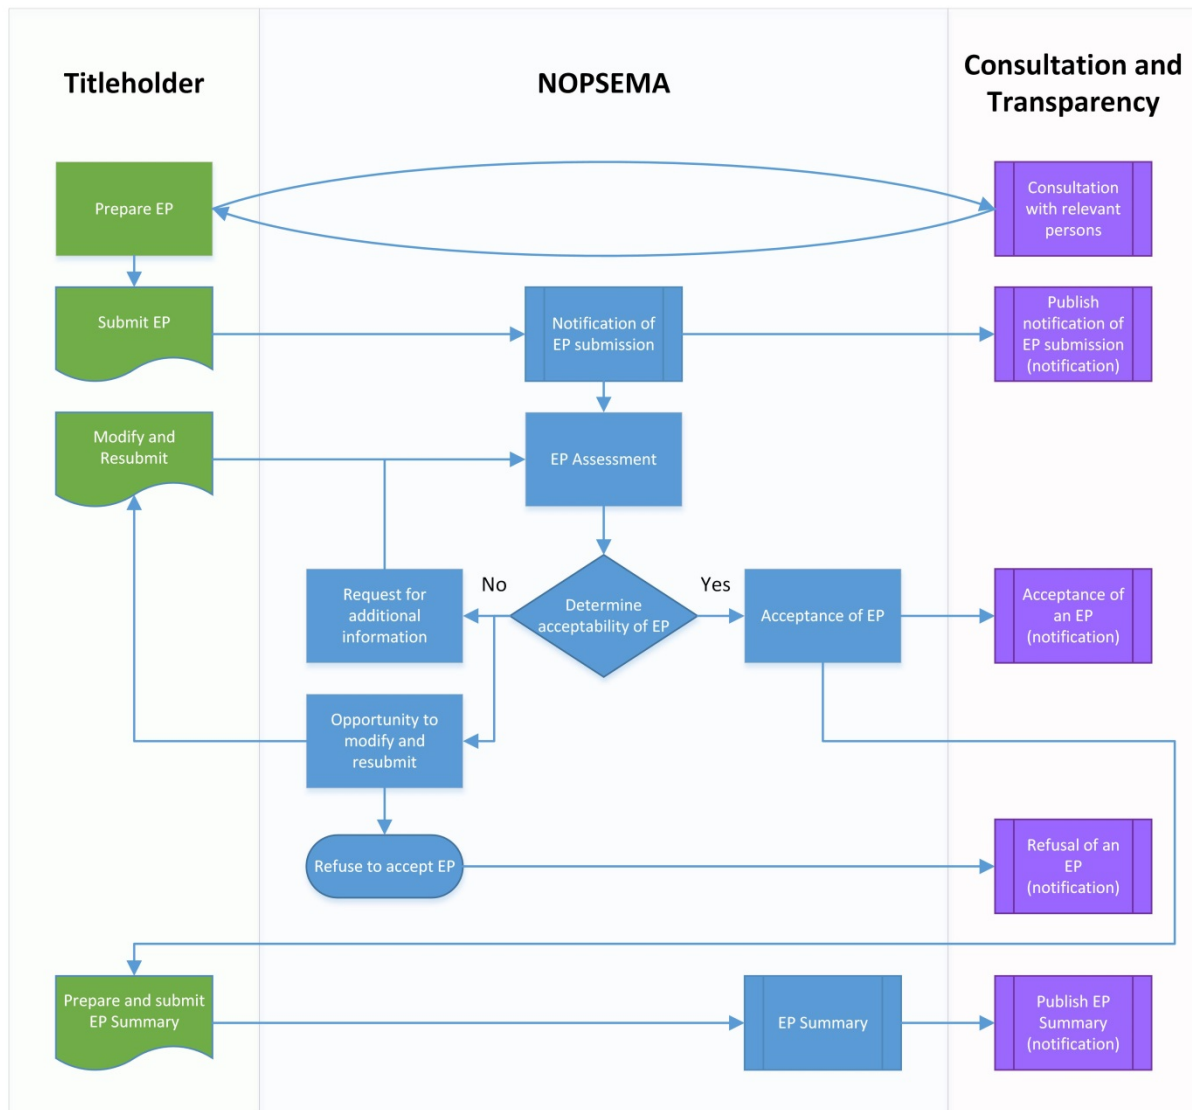 Titleholder
NOPSEMA
Consultation and
Transparency
Prepare EP
Consultation
with relevant
persons
Submit EP
Notification of
EP submission
Publish
notification of
EP submission
(notification)
Modify and
Resubmit
EP Assessment
No
Yes
Request for
additional
information
Determine
acceptability of EP
Acceptance of EP
Acceptance of
an EP
(notification)
Opportunity to
modify and
resubmit
Refuse to accept EP
Refusal of an
EP
(notification)
Prepare and submit
EP Summary
EP Summary
Publish EP
Summary
(notification)